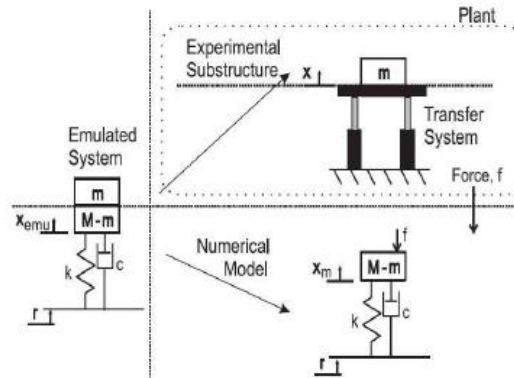 Plant
Experimental
Substructure
x
m
Transfer
System
Emulated
System
Force, f
m
M-m
x_emu
k
c
r
Numerical
Model
f
M-m
x_m
k
c
r